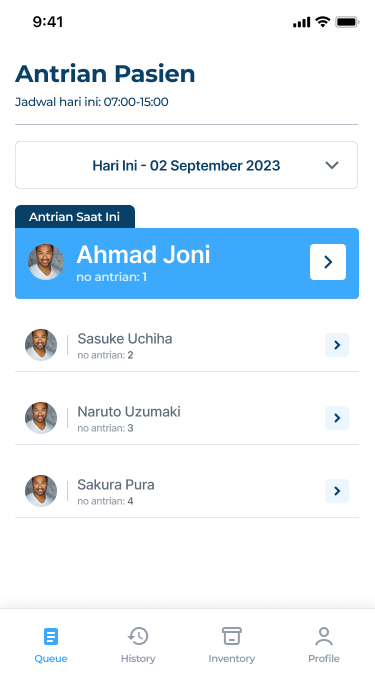 9:41
Antrian Pasien
Jadwal hari ini: 07:00-15:00
Hari Ini - 02 September 2023
Antrian Saat Ini
Ahmad Joni
no antrian: 1
Sasuke Uchiha
no antrian: 2
Naruto Uzumaki
no antrian: 3
Sakura Pura
no antrian: 4
Queue History Inventory Profile